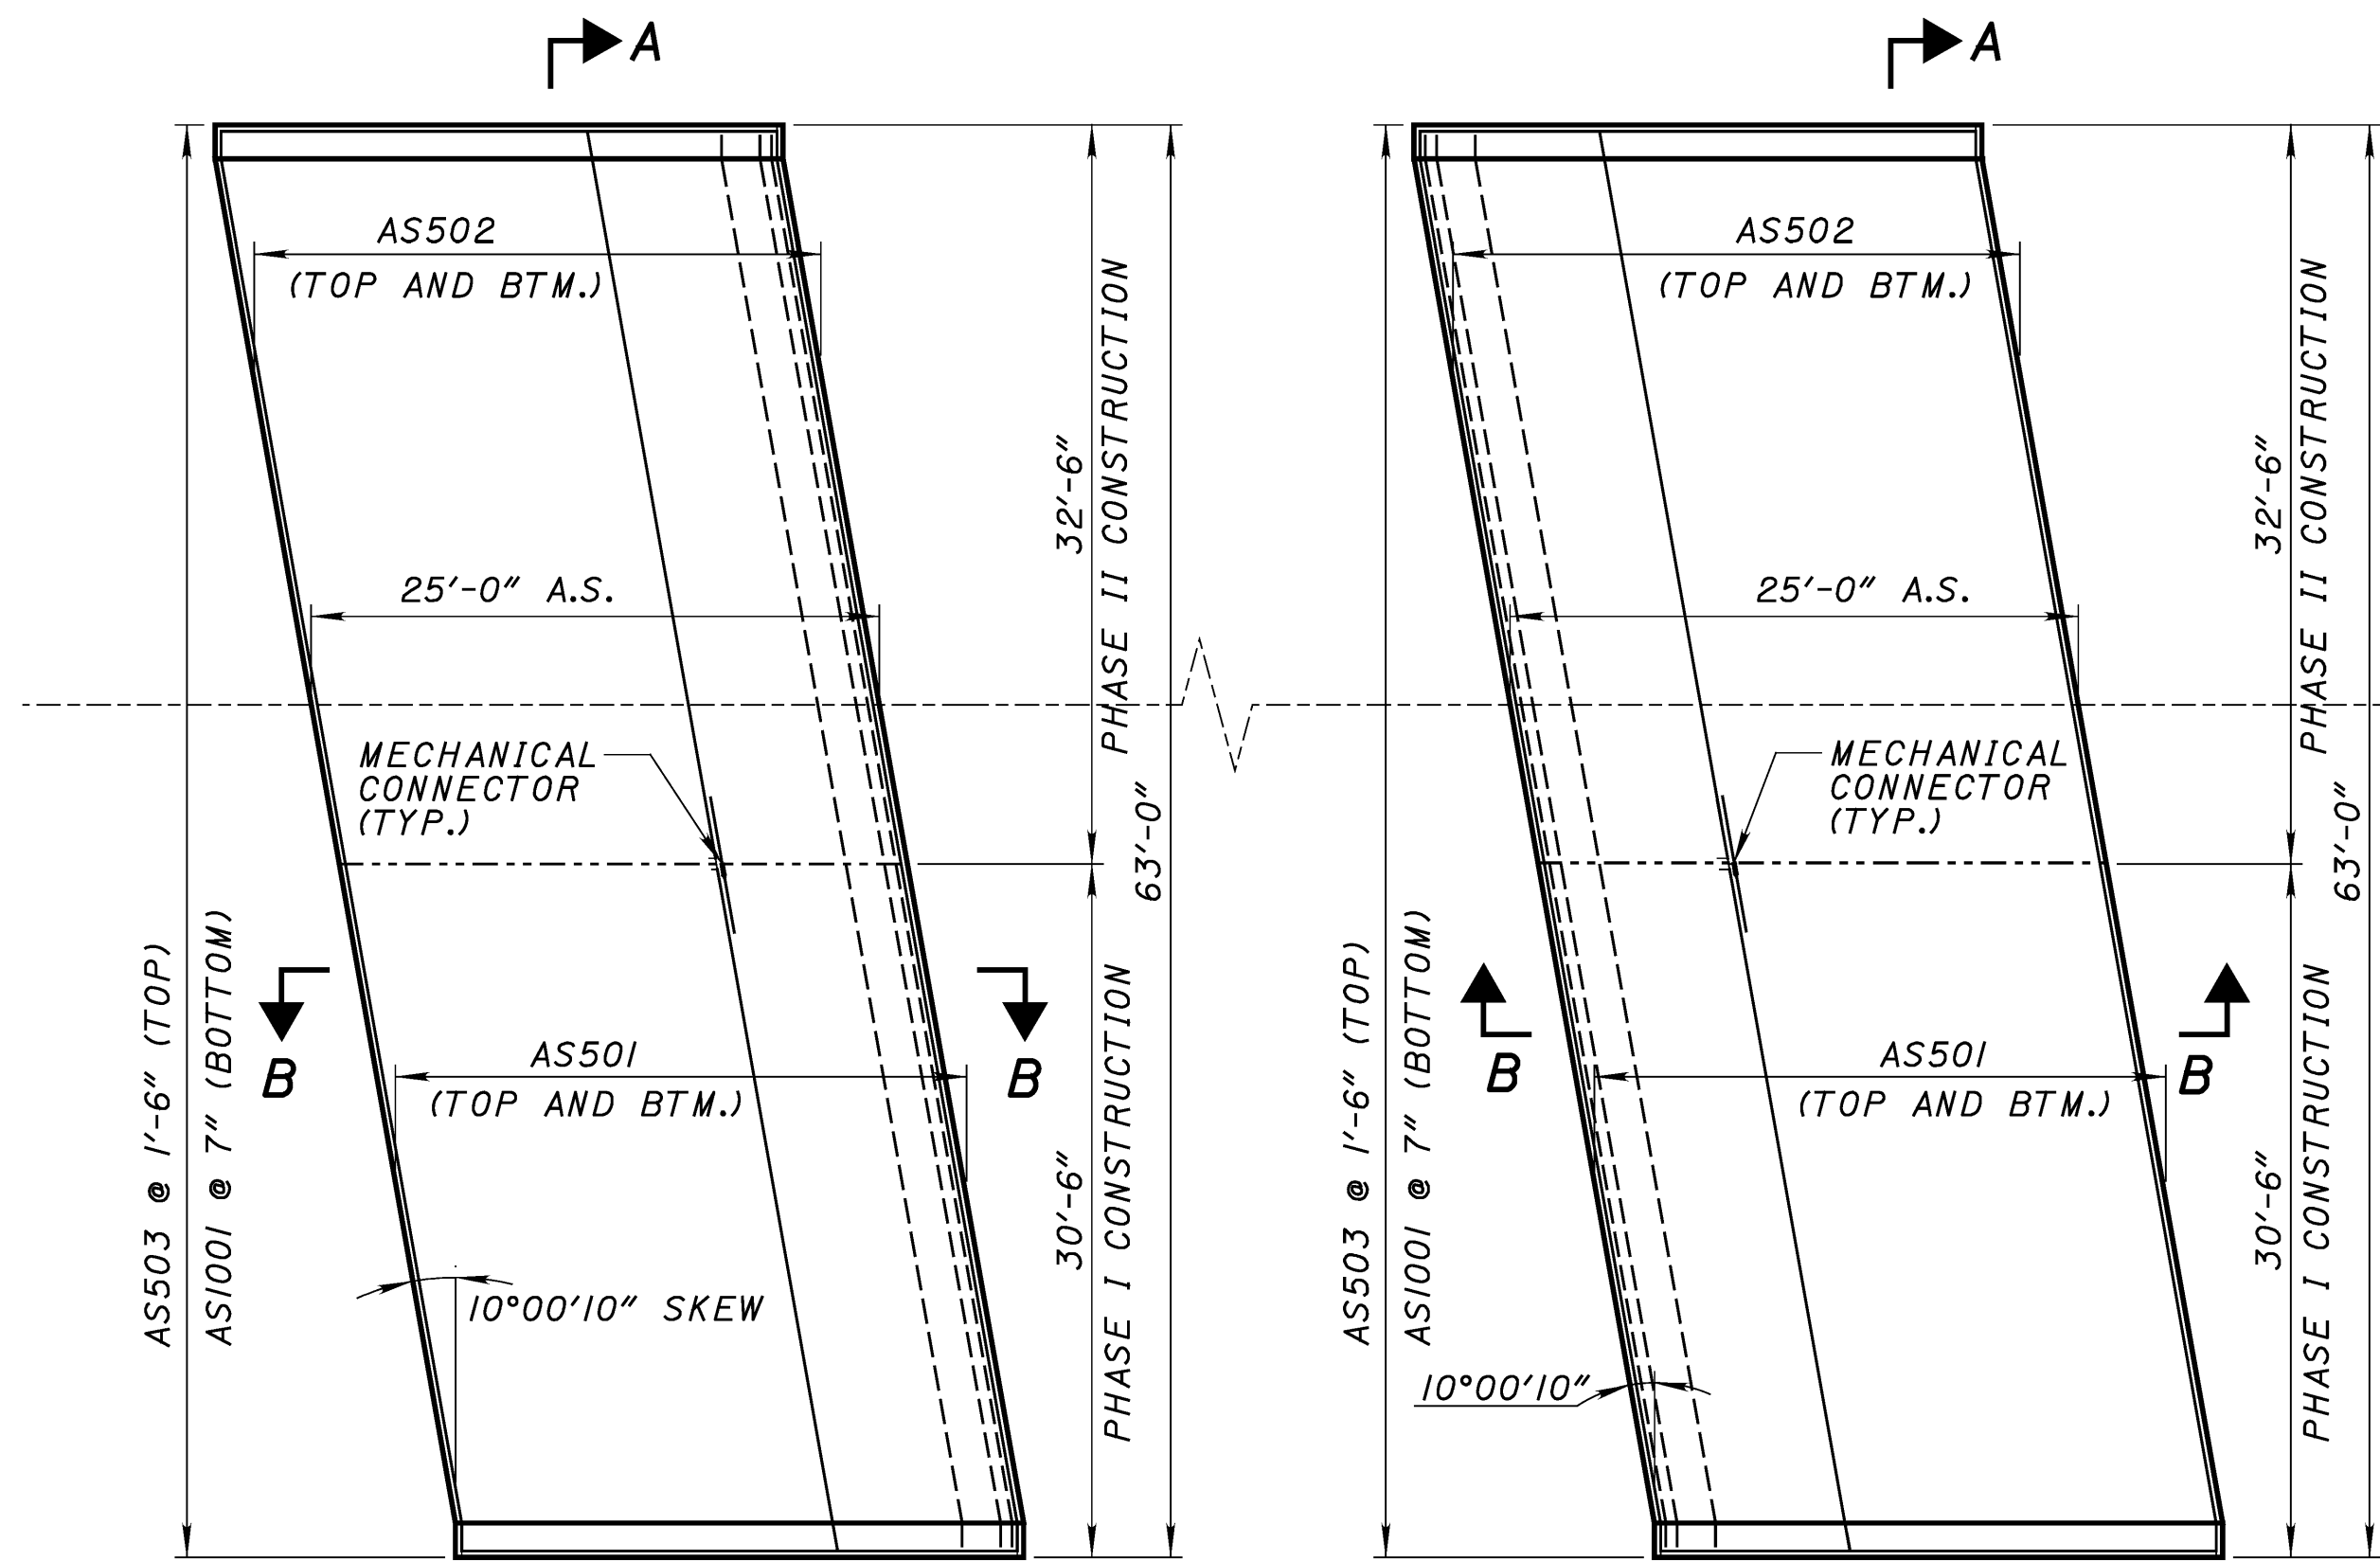 A
AS502
(TOP AND BTM.)
25'-0" A.S.
MECHANICAL
CONNECTOR
(TYP.)
B
B
AS501
(TOP AND BTM.)
10°00'10" SKEW
AS503 @ 1'-6" (TOP)
AS1001 @ 7" (BOTTOM)
32'-6"
PHASE II CONSTRUCTION
63'-0"
30'-6"
PHASE I CONSTRUCTION
A
AS502
(TOP AND BTM.)
25'-0" A.S.
MECHANICAL
CONNECTOR
(TYP.)
B
B
AS501
(TOP AND BTM.)
10°00'10"
AS503 @ 1'-6" (TOP)
AS1001 @ 7" (BOTTOM)
32'-6"
PHASE II CONSTRUCTION
63'-0"
30'-6"
PHASE I CONSTRUCTION